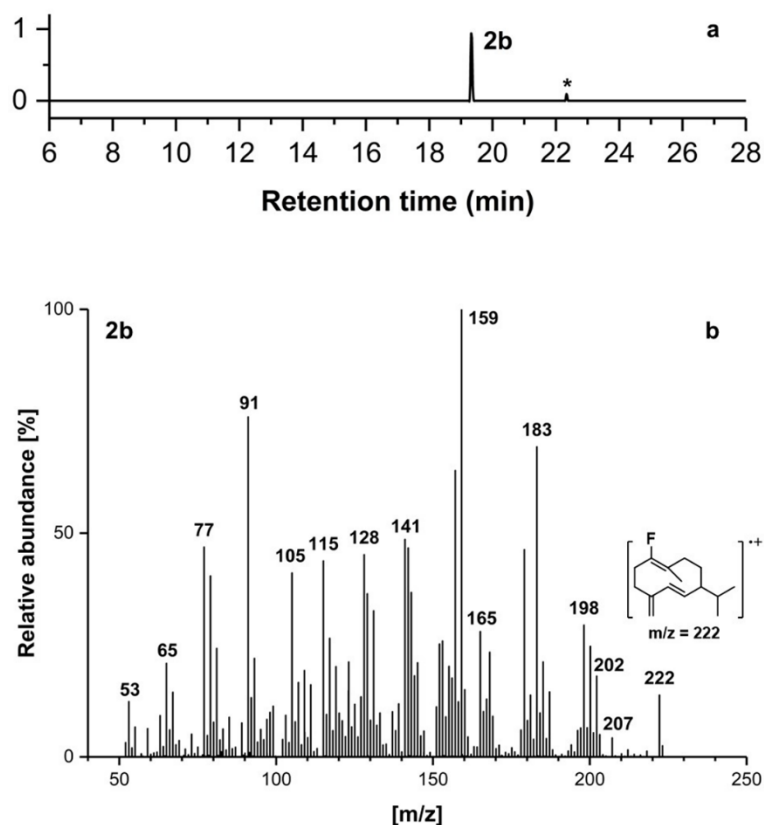 1
2b
a
*
0
6 8 10 12 14 16 18 20 22 24 26 28
Retention time (min)
100
2b
159
b
91
183
Relative abundance [%]
50
77
105
115
128
141
F
•+
m/z = 222
198
165
65
202
222
53
207
0
50 100 150 200 250
[m/z]